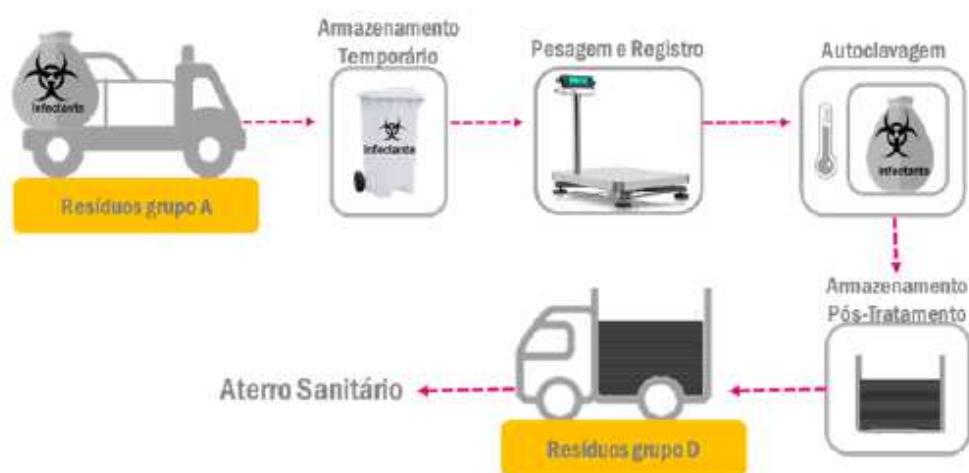 Armazenamento
Temporário
Pesagem e Registro
Autoclavagem
Infectante
Infectante
Infectante
Resíduos grupo A
Armazenamento
Pós-Tratamento
Aterro Sanitário
Resíduos grupo D